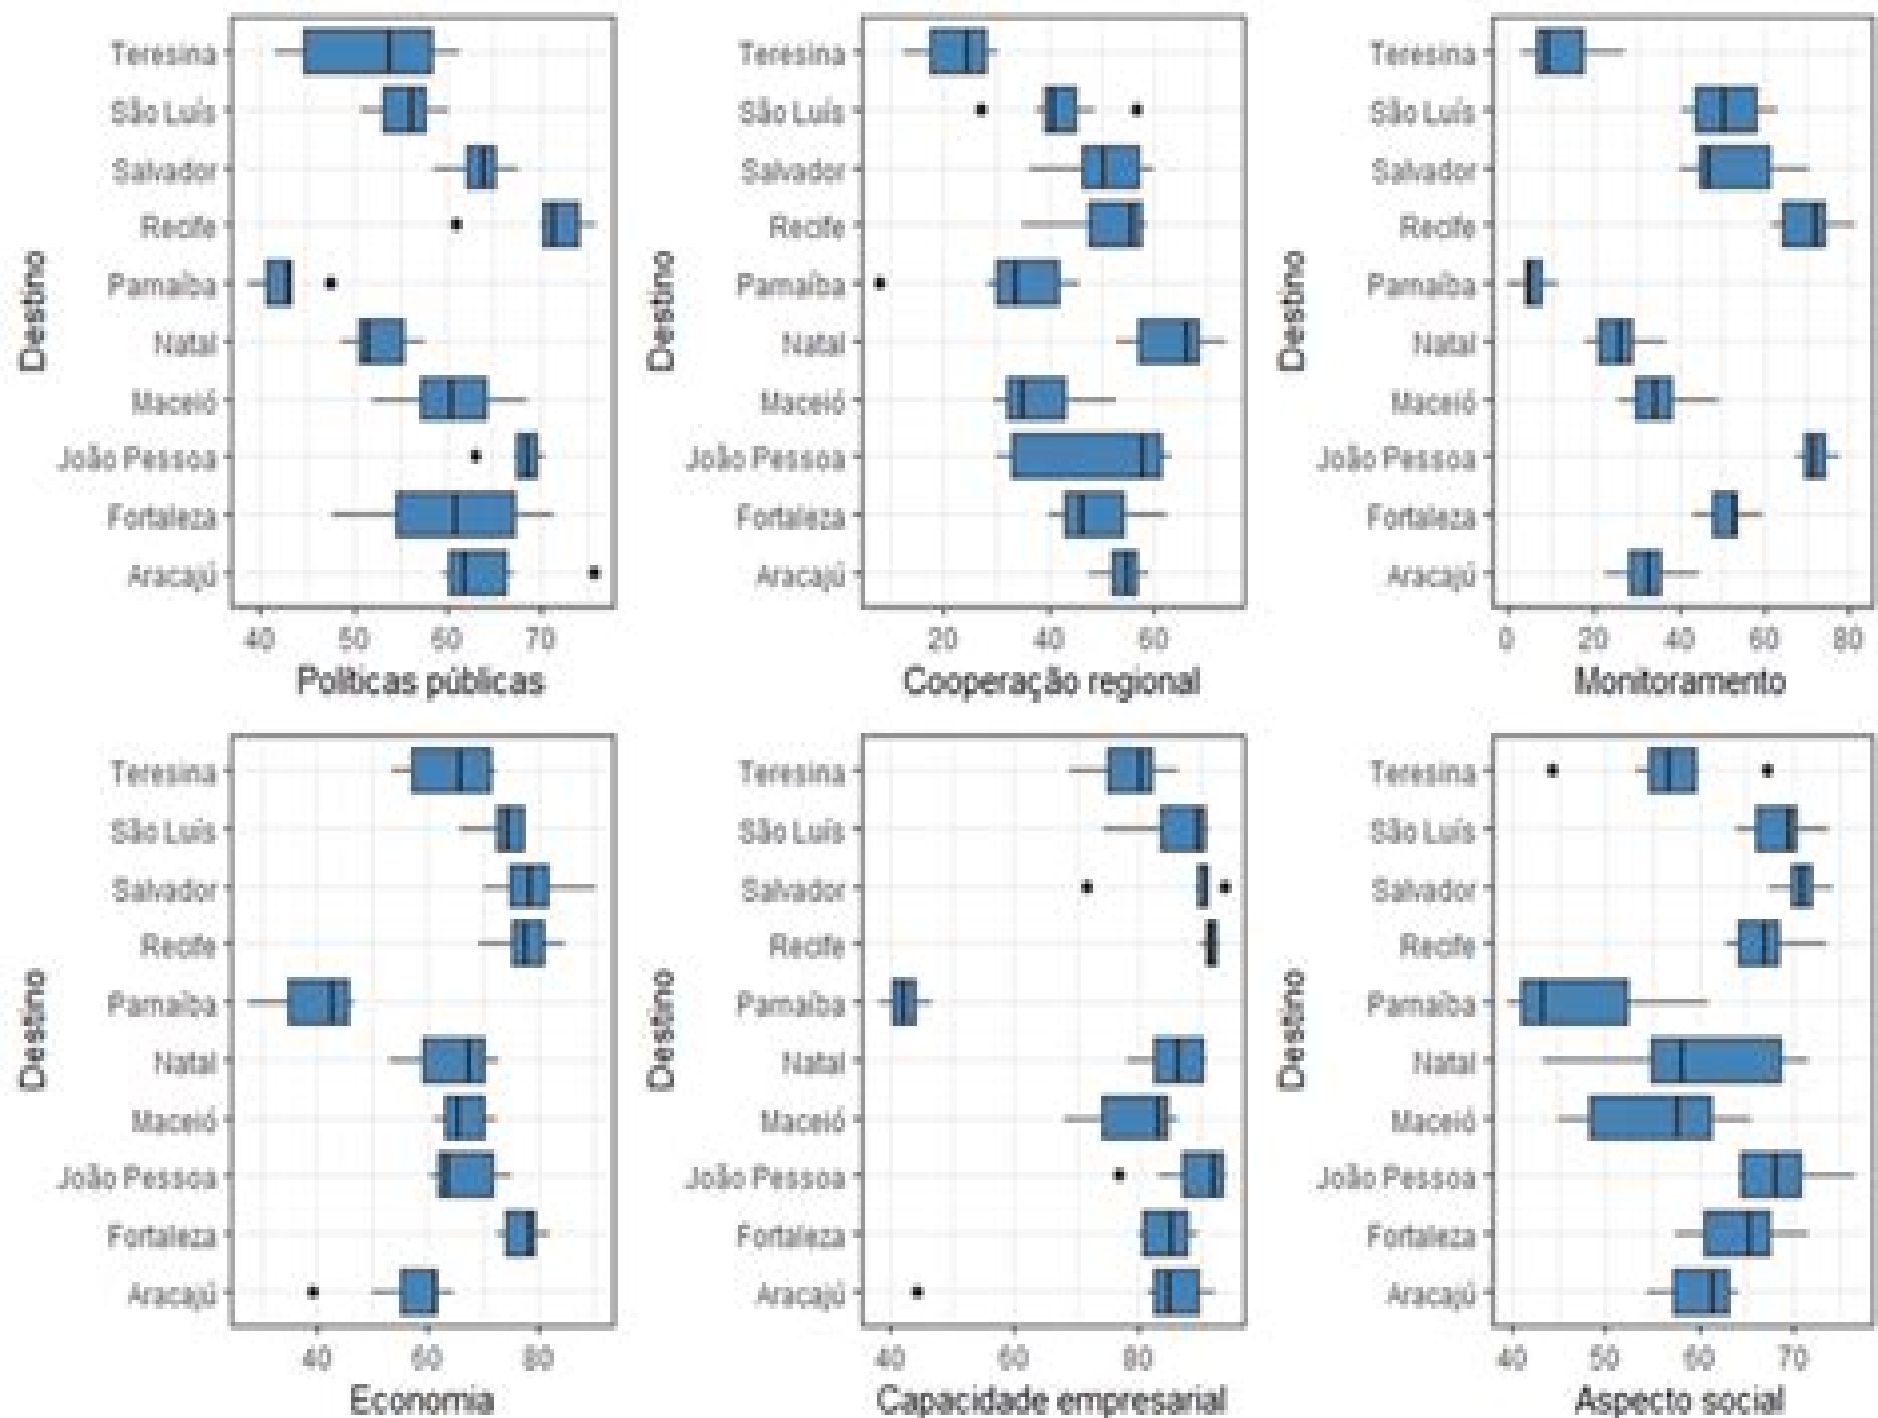 Destino
Teresina
São Luís
Salvador
Recife
Parnaíba
Natal
Maceió
João Pessoa
Fortaleza
Aracajú
40 50 60 70
Políticas públicas
Destino
Teresina
São Luís
Salvador
Recife
Parnaíba
Natal
Maceió
João Pessoa
Fortaleza
Aracajú
20 40 60
Cooperação regional
Destino
Teresina
São Luís
Salvador
Recife
Parnaíba
Natal
Maceió
João Pessoa
Fortaleza
Aracajú
0 20 40 60 80
Monitoramento
Destino
Teresina
São Luís
Salvador
Recife
Parnaíba
Natal
Maceió
João Pessoa
Fortaleza
Aracajú
40 60 80
Economia
Destino
Teresina
São Luís
Salvador
Recife
Parnaíba
Natal
Maceió
João Pessoa
Fortaleza
Aracajú
40 60 80
Capacidade empresarial
Destino
Teresina
São Luís
Salvador
Recife
Parnaíba
Natal
Maceió
João Pessoa
Fortaleza
Aracajú
40 50 60 70
Aspecto social